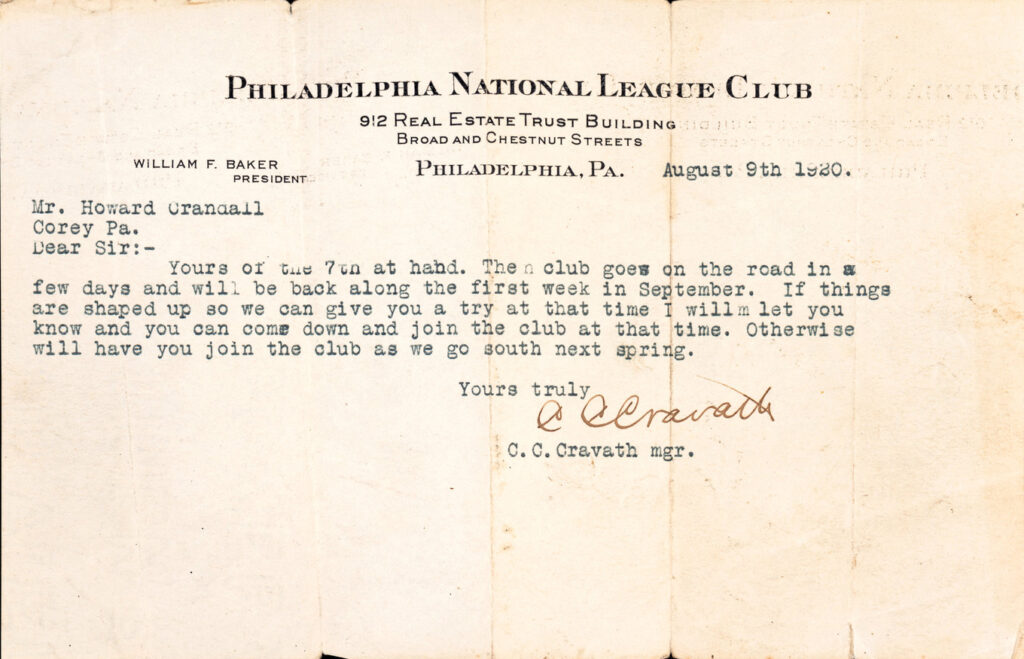 PHILADELPHIA NATIONAL LEAGUE CLUB
912 REAL ESTATE TRUST BUILDING
BROAD AND CHESTNUT STREETS
WILLIAM F. BAKER
PRESIDENT
PHILADELPHIA, PA. August 9th 1920.
Mr. Howard Crandall
Corey Pa.
Dear Sir:-
Yours of the 7th at hahd. The club goes on the road in a
few days and will be back along the first week in September. If things
are shaped up so we can give you a try at that time I willm let you
know and you can come down and join the club at that time. Otherwise
will have you join the club as we go south next spring.
Yours truly
C C Cravath
C.C.Cravath mgr.